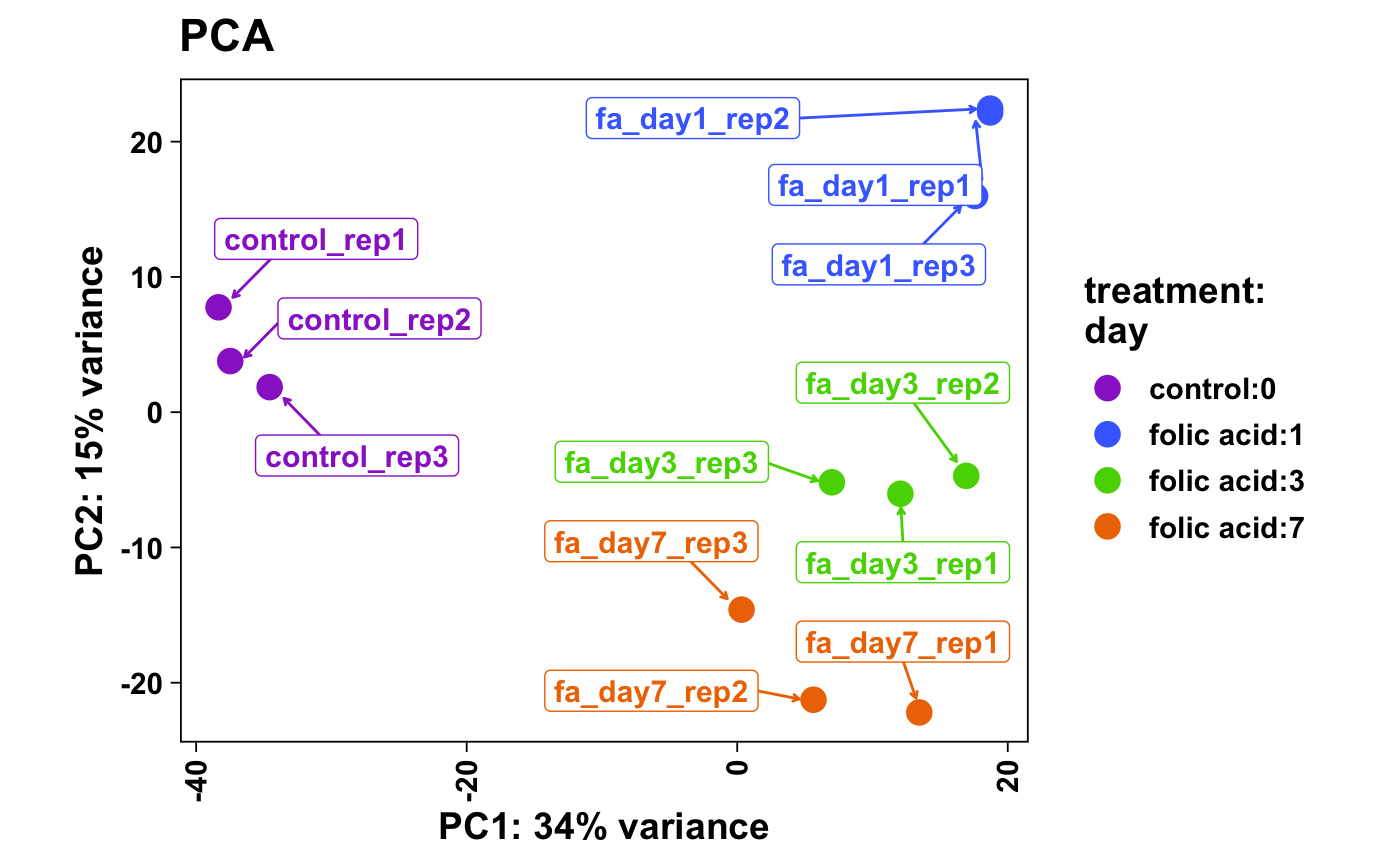 PCA
fa_day1_rep2
fa_day1_rep1
fa_day1_rep3
control_rep1
control_rep2
control_rep3
fa_day3_rep2
fa_day3_rep3
fa_day3_rep1
fa_day7_rep3
fa_day7_rep1
fa_day7_rep2
20
10
0
-10
-20
PC2: 15% variance
-40
-20
0
20
PC1: 34% variance
treatment:
day
control:0
folic acid:1
folic acid:3
folic acid:7